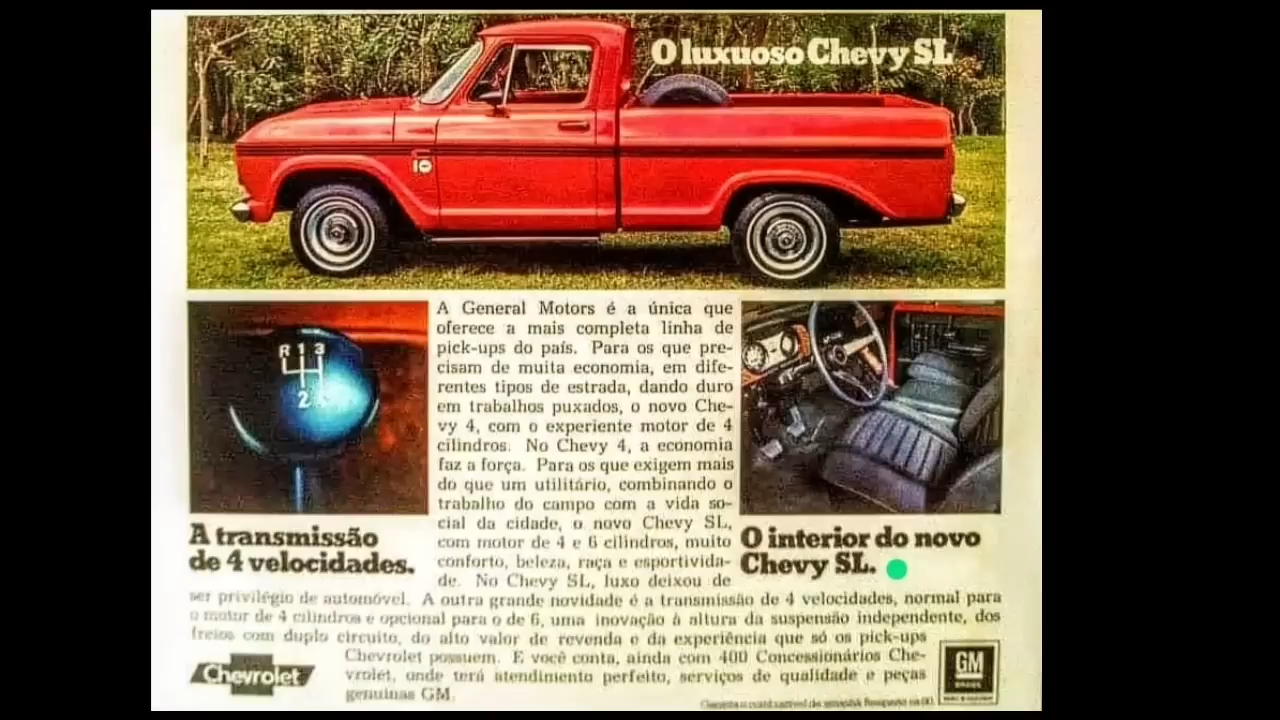 O luxuoso Chevy SL
10
R 1 3
2
A transmissão
de 4 velocidades.
A General Motors é a única que
oferece a mais completa linha de
pick-ups do país. Para os que pre-
cisam de muita economia, em dife-
rentes tipos de estrada, dando duro
em trabalhos puxados, o novo Che-
vy 4, com o experiente motor de 4
cilindros. No Chevy 4, a economia
faz a força. Para os que exigem mais
do que um utilitário, combinando o
trabalho do campo com a vida so-
cial da cidade, o novo Chevy SL,
com motor de 4 e 6 cilindros, muito
conforto, beleza, raça e esportivida-
de. No Chevy SL, luxo deixou de
ser privilégio de automóvel. A outra grande novidade é a transmissão de 4 velocidades, normal para
o motor de 4 cilindros e opcional para o de 6, uma inovação à altura da suspensão independente, dos
freios com duplo circuito, do alto valor de revenda e da experiência que só os pick-ups
Chevrolet possuem. E você conta, ainda com 400 Concessionários Che-
vrolet, onde terá atendimento perfeito, serviços de qualidade e peças
genuínas GM.
O interior do novo
Chevy SL.
Chevrolet
GM